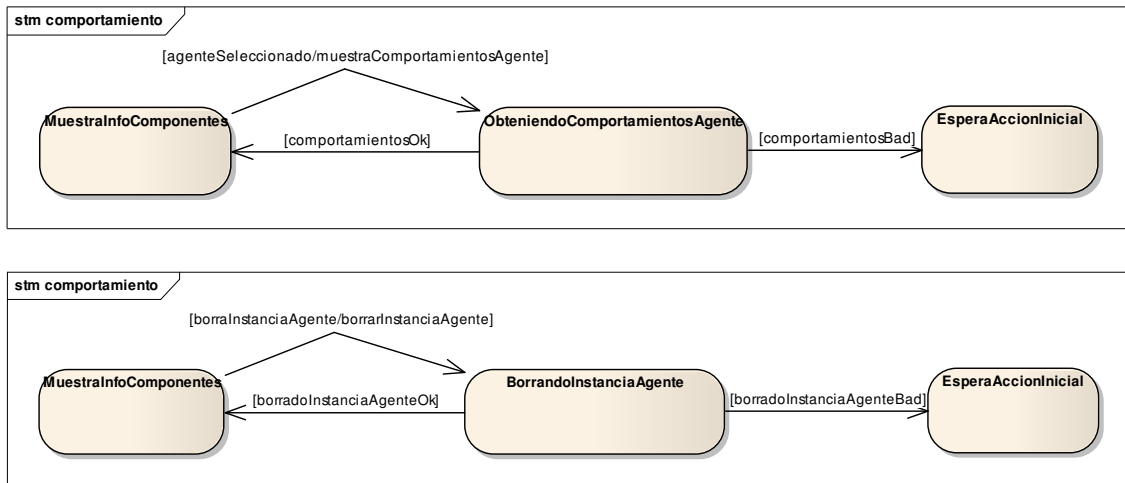 stm comportamiento
[agenteSeleccionado/muestraComportamientosAgente]
MuestraInfoComponentes
ObteniendoComportamientosAgente
EsperaAccionInicial
[comportamientosOk]
[comportamientosBad]
stm comportamiento
[borraInstanciaAgente/borrarInstanciaAgente]
MuestraInfoComponentes
BorrandoInstanciaAgente
EsperaAccionInicial
[borradoInstanciaAgenteOk]
[borradoInstanciaAgenteBad]